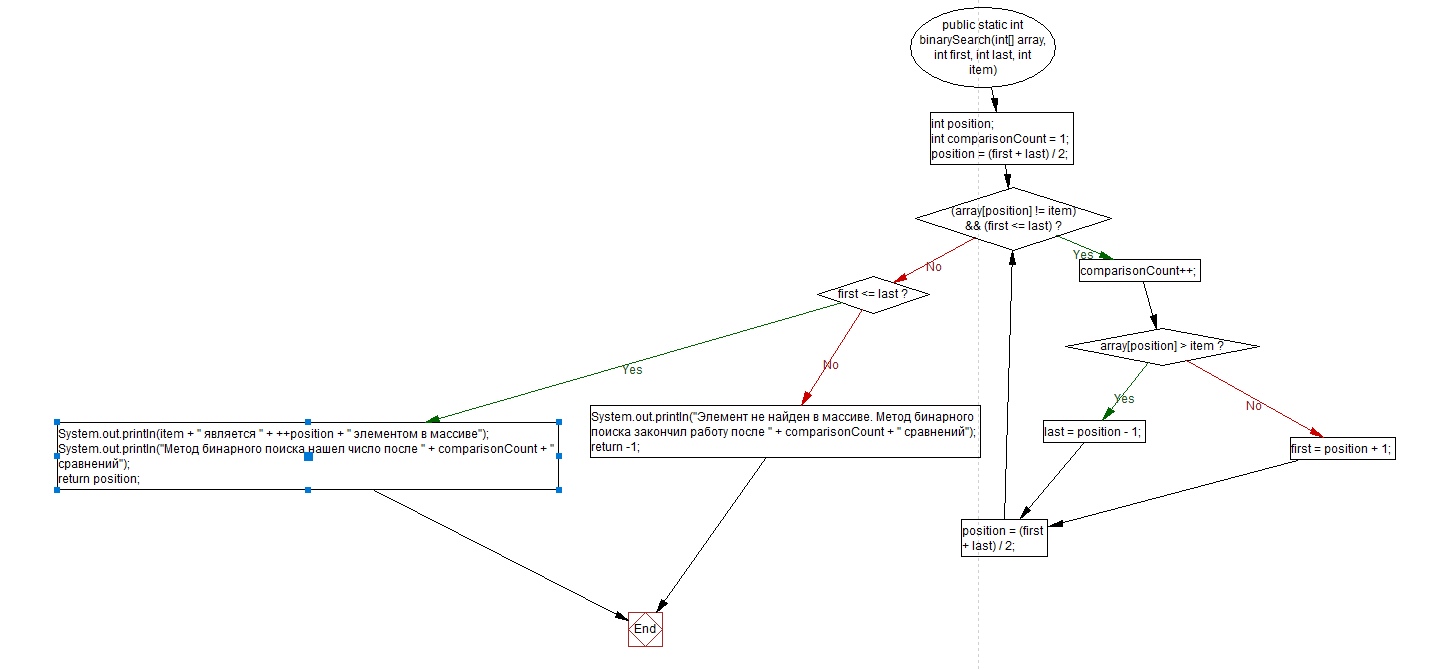 public static int
binarySearch(int[] array,
int first, int last, int
item)
int position;
int comparisonCount = 1;
position = (first + last) / 2;
(array[position] != item)
&& (first <= last) ?
No
Yes
comparisonCount++;
first <= last ?
array[position] > item ?
Yes
No
Yes
No
System.out.println(item + " является " + ++position + " элементом в массиве");
System.out.println("Метод бинарного поиска нашел число после " + comparisonCount + "
сравнений");
return position;
System.out.println("Элемент не найден в массиве. Метод бинарного
поиска закончил работу после " + comparisonCount + " сравнений");
return -1;
last = position - 1;
first = position + 1;
position = (first
+ last) / 2;
End